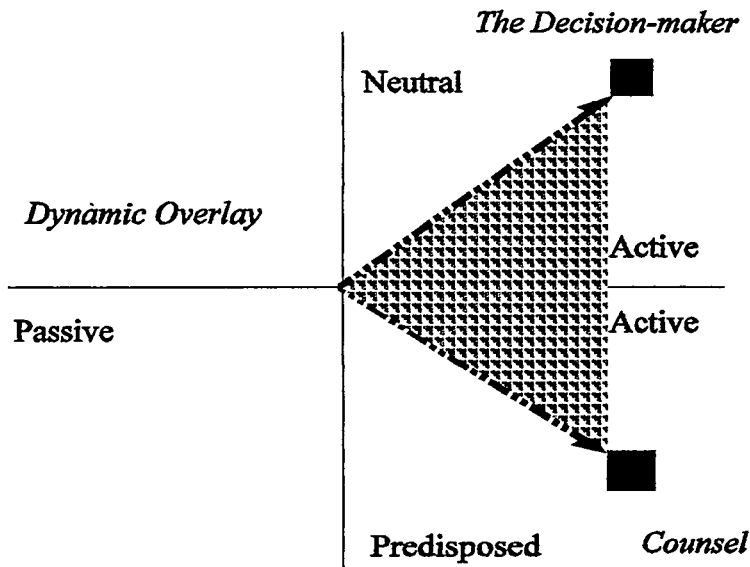 The Decision-maker
Neutral
Dynamic Overlay
Active
Passive
Active
Predisposed
Counsel